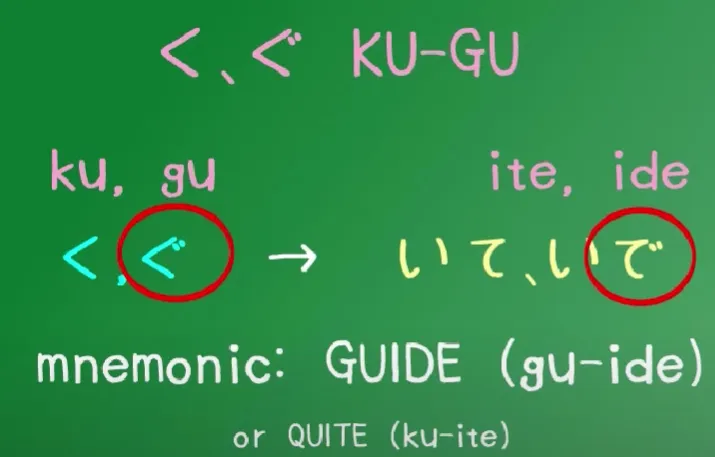 く、ぐ KU-GU
ku, gu ite, ide
く,ぐ → いて、いで
mnemonic: GUIDE (gu-ide)
or QUITE (ku-ite)